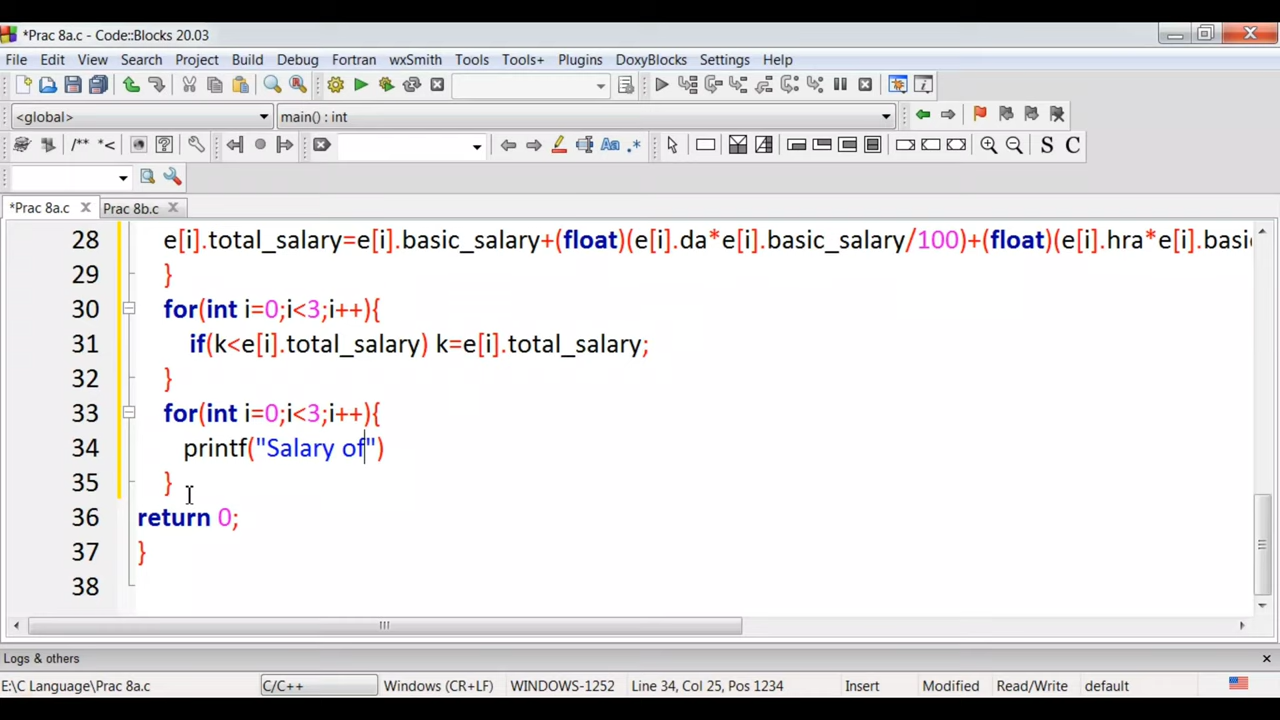 *Prac 8a.c - Code::Blocks 20.03
File Edit View Search Project Build Debug Fortran wxSmith Tools Tools+ Plugins DoxyBlocks Settings Help
<global> main() : int
/** *< Aa .* S C
*Prac 8a.c Prac 8b.c
28 e[i].total_salary=e[i].basic_salary+(float)(e[i].da*e[i].basic_salary/100)+(float)(e[i].hra*e[i].basi
29 }
30 for(int i=0;i<3;i++){
31 if(k<e[i].total_salary) k=e[i].total_salary;
32 }
33 for(int i=0;i<3;i++){
34 printf("Salary of")
35 }
36 return 0;
37 }
38
Logs & others
E:\C Language\Prac 8a.c C/C++ Windows (CR+LF) WINDOWS-1252 Line 34, Col 25, Pos 1234 Insert Modified Read/Write default